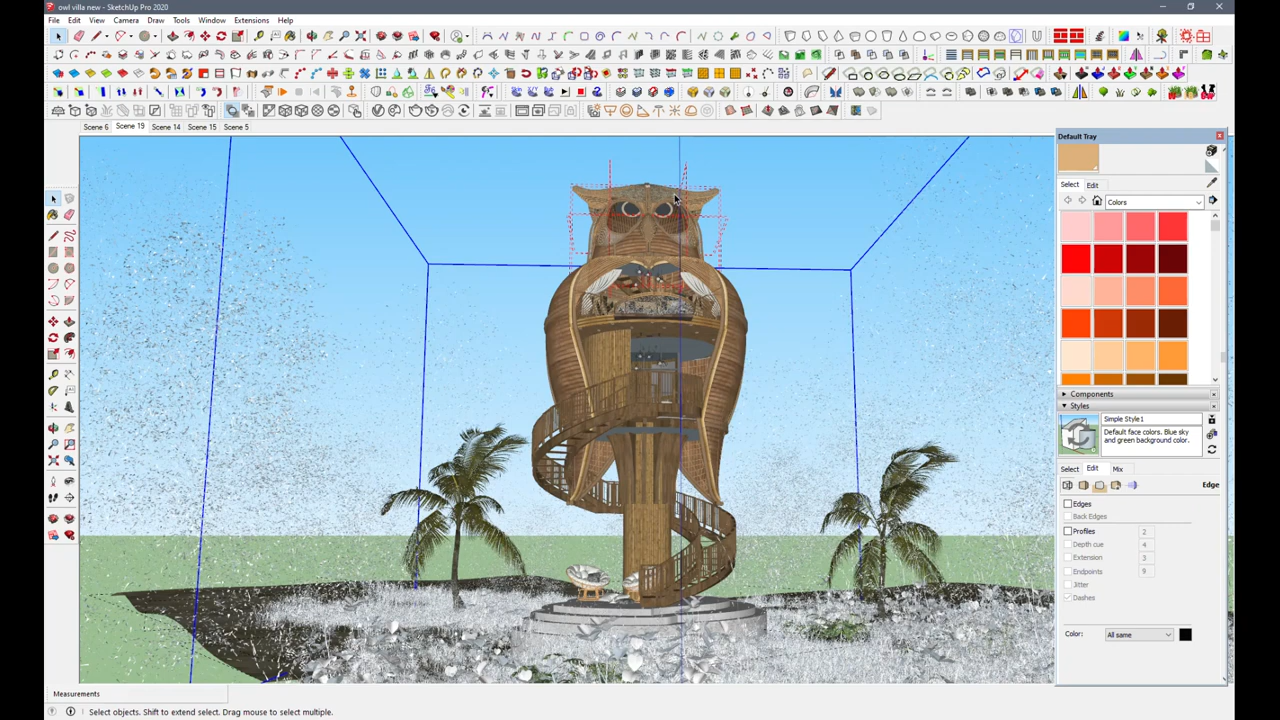 owl villa new - SketchUp Pro 2020
File Edit View Camera Draw Tools Window Extensions Help
Scene 6 Scene 19 Scene 14 Scene 15 Scene 5
Default Tray
Select Edit
Colors
Components
Styles
Simple Style1
Default face colors. Blue sky
and green background color.
Select Edit Mix
Edge
Edges
Back Edges
Profiles 2
Depth cue 4
Extension 3
Endpoints 9
Jitter
Dashes
Color: All same
Measurements
Select objects. Shift to extend select. Drag mouse to select multiple.